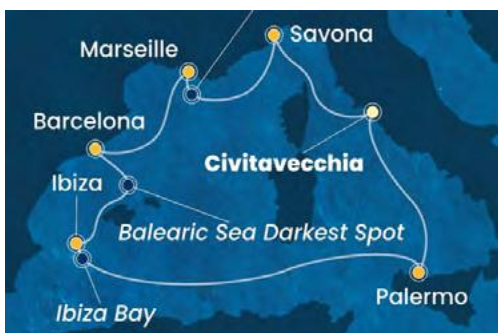 Savona
Marseille
Barcelona
Civitavecchia
Ibiza
Balearic Sea Darkest Spot
Palermo
Ibiza Bay